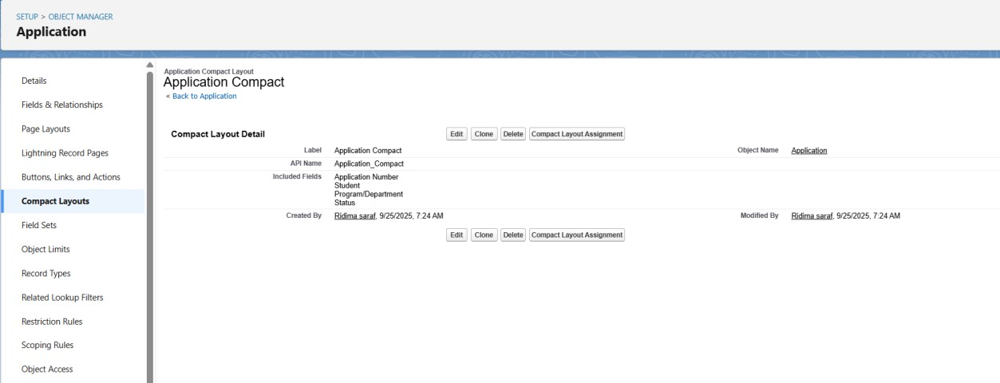 SETUP > OBJECT MANAGER
Application
Details
Fields & Relationships
Page Layouts
Lightning Record Pages
Buttons, Links, and Actions
Compact Layouts
Field Sets
Object Limits
Record Types
Related Lookup Filters
Restriction Rules
Scoping Rules
Object Access
Application Compact Layout
Application Compact
« Back to Application
Compact Layout Detail Edit Clone Delete Compact Layout Assignment
Label Application Compact Object Name Application
API Name Application_Compact
Included Fields Application Number
Student
Program/Department
Status
Created By Ridima saraf, 9/25/2025, 7:24 AM Modified By Ridima saraf, 9/25/2025, 7:24 AM
Edit Clone Delete Compact Layout Assignment